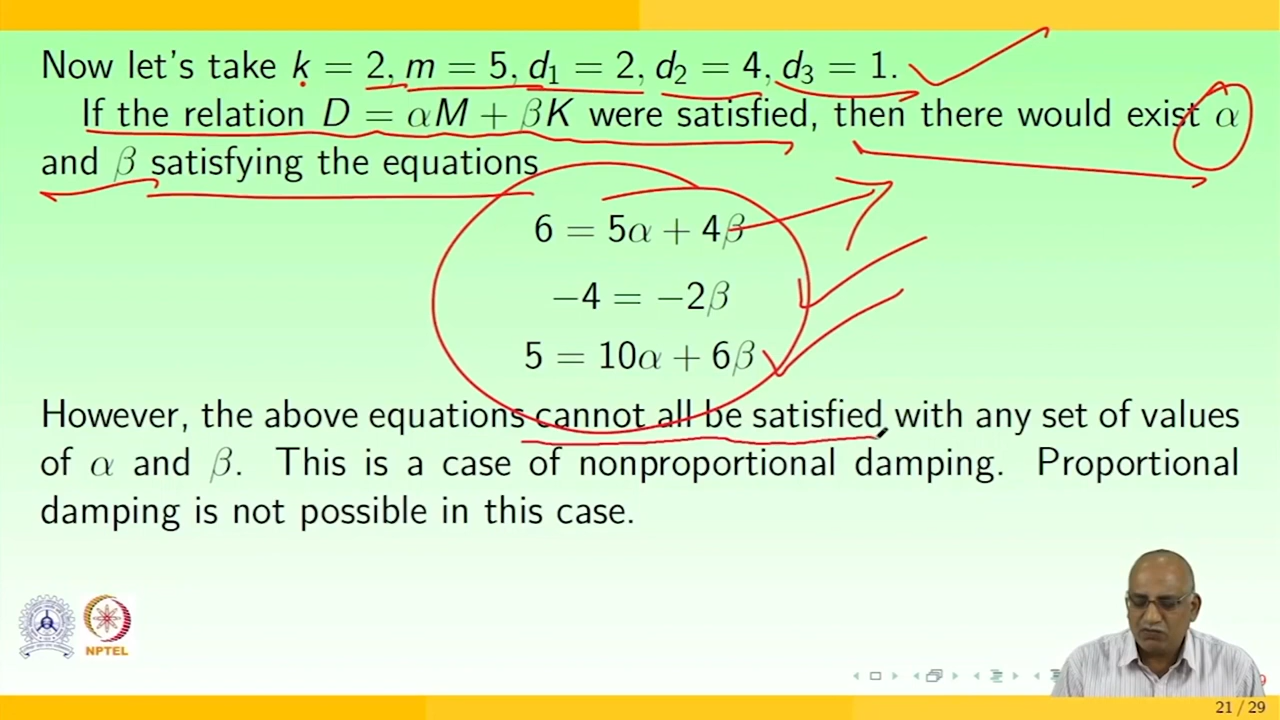 Now let's take k = 2, m = 5, d₁ = 2, d₂ = 4, d₃ = 1.
If the relation D = αM + βK were satisfied, then there would exist α
and β satisfying the equations
6 = 5α + 4β
−4 = −2β
5 = 10α + 6β
However, the above equations cannot all be satisfied with any set of values
of α and β. This is a case of nonproportional damping. Proportional
damping is not possible in this case.
NPTEL
21 / 29